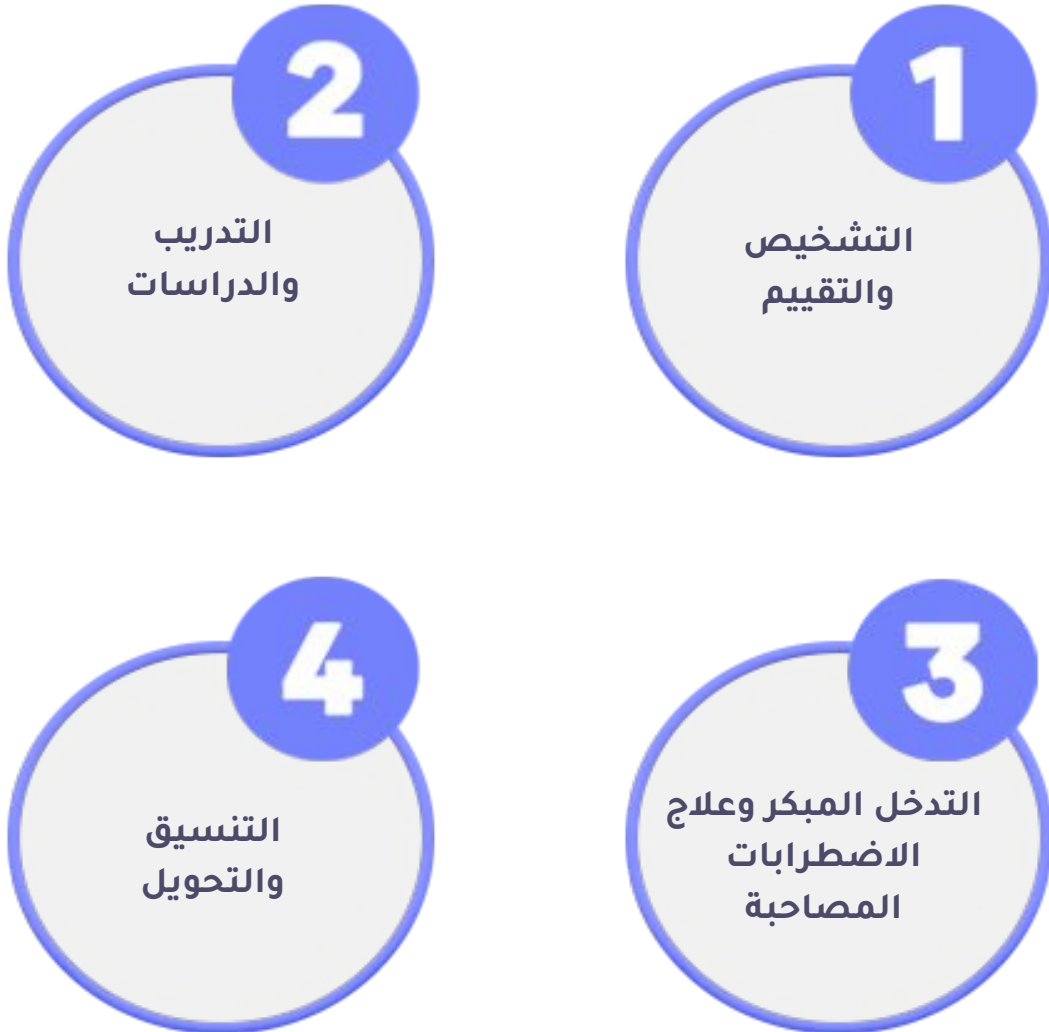 1
التشخيص
والتقييم
2
التدريب
والدراسات
3
التدخل المبكر وعلاج
الاضطرابات
المصاحبة
4
التنسيق
والتحويل